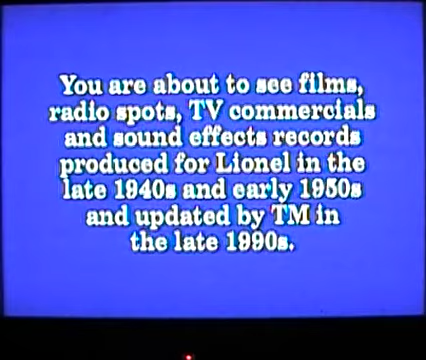 You are about to see films,
radio spots, TV commercials
and sound effects records
produced for Lionel in the
late 1940s and early 1950s
and updated by TM in
the late 1990s.